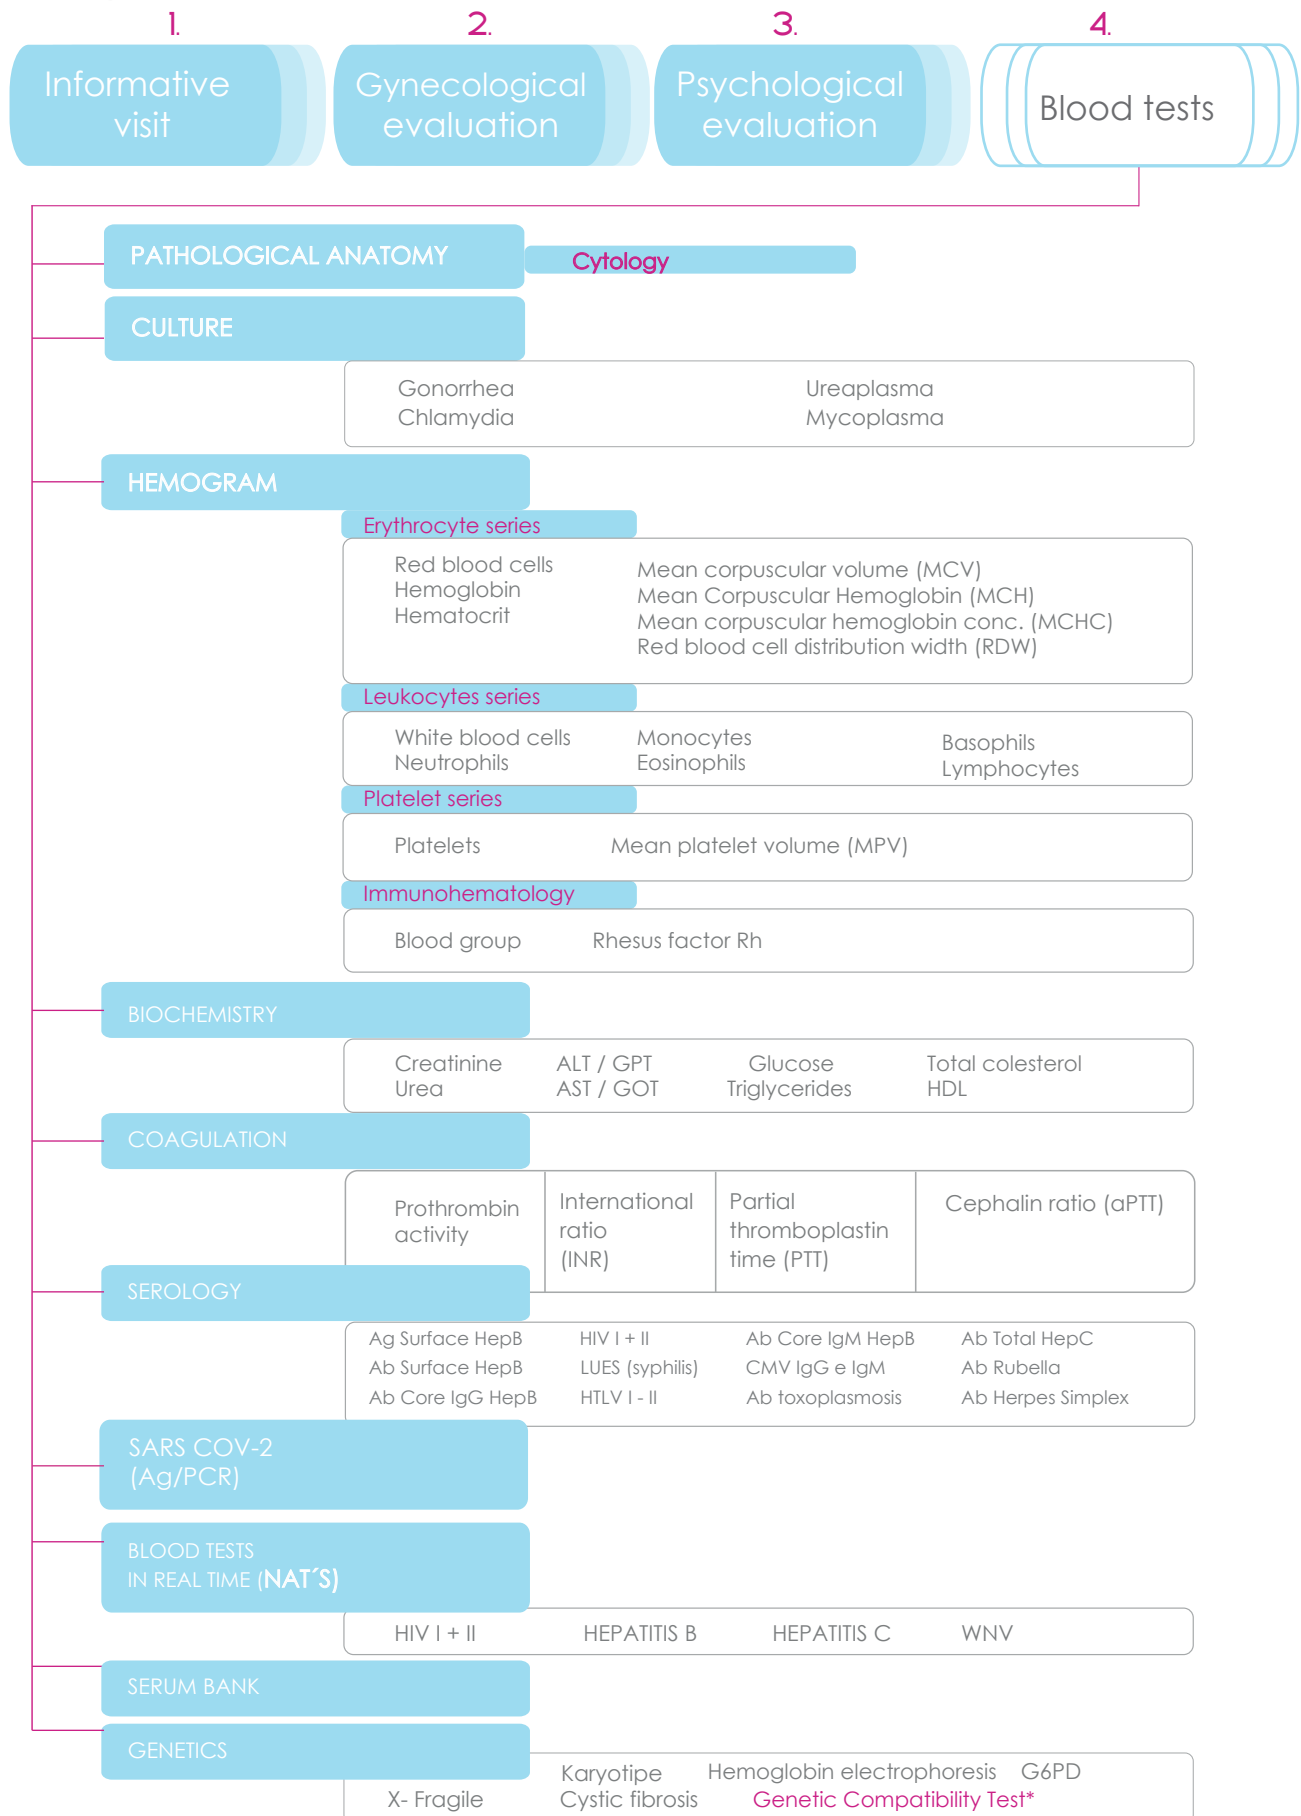 1.
2.
3.
4.
Informative
visit
Gynecological
evaluation
Psychological
evaluation
Blood tests
PATHOLOGICAL ANATOMY
Cytology
CULTURE
Gonorrhea
Chlamydia
Ureaplasma
Mycoplasma
HEMOGRAM
Erythrocyte series
Red blood cells
Hemoglobin
Hematocrit
Mean corpuscular volume (MCV)
Mean Corpuscular Hemoglobin (MCH)
Mean corpuscular hemoglobin conc. (MCHC)
Red blood cell distribution width (RDW)
Leukocytes series
White blood cells
Neutrophils
Monocytes
Eosinophils
Basophils
Lymphocytes
Platelet series
Platelets
Mean platelet volume (MPV)
Immunohematology
Blood group
Rhesus factor Rh
BIOCHEMISTRY
Creatinine
Urea
ALT / GPT
AST / GOT
Glucose
Triglycerides
Total colesterol
HDL
COAGULATION
Prothrombin
activity
International
ratio
(INR)
Partial
thromboplastin
time (PTT)
Cephalin ratio (aPTT)
SEROLOGY
Ag Surface HepB
Ab Surface HepB
Ab Core IgG HepB
HIV I + II
LUES (syphilis)
HTLV I - II
Ab Core IgM HepB
CMV IgG e IgM
Ab toxoplasmosis
Ab Total HepC
Ab Rubella
Ab Herpes Simplex
SARS COV-2
(Ag/PCR)
BLOOD TESTS
IN REAL TIME (NAT´S)
HIV I + II
HEPATITIS B
HEPATITIS C
WNV
SERUM BANK
GENETICS
X- Fragile
Karyotipe
Cystic fibrosis
Hemoglobin electrophoresis
G6PD
Genetic Compatibility Test*